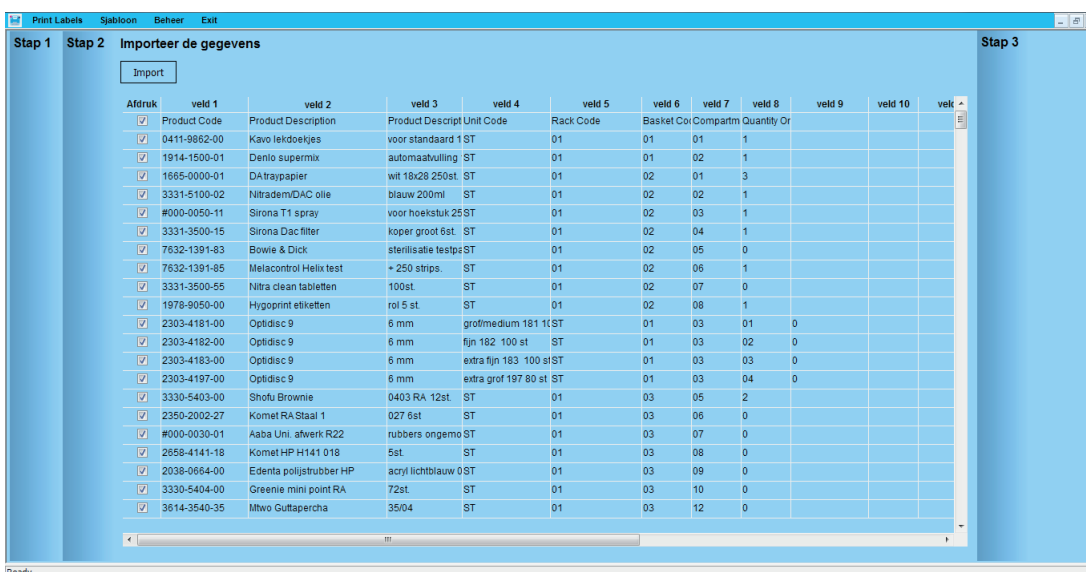 Print Labels Sjabloon Beheer Exit
Stap 1 Stap 2 Importeer de gegevens Stap 3
Import
Afdruk veld 1 veld 2 veld 3 veld 4 veld 5 veld 6 veld 7 veld 8 veld 9 veld 10 veld
Product Code Product Description Product Descript Unit Code Rack Code Basket Coo Compartm Quantity Or
0411-9862-00 Kavo lekdoekjes voor standaard 1 ST 01 01 01 1
1914-1500-01 Denlo supermix automaatvulling ST 01 01 02 1
1665-0000-01 DA traypapier wit 18x28 250st. ST 01 02 01 3
3331-5100-02 Nitradem/DAC olie blauw 200ml ST 01 02 02 1
#000-0050-11 Sirona T1 spray voor hoekstuk 25 ST 01 02 03 1
3331-3500-15 Sirona Dac filter koper groot 6st. ST 01 02 04 1
7632-1391-83 Bowie & Dick sterilisatie testpa ST 01 02 05 0
7632-1391-85 Melacontrol Helix test + 250 strips. ST 01 02 06 1
3331-3500-55 Nitra clean tabletten 100st. ST 01 02 07 0
1978-9050-00 Hygoprint etiketten rol 5 st. ST 01 02 08 1
2303-4181-00 Optidisc 9 6 mm grof/medium 181 10 ST 01 03 01 0
2303-4182-00 Optidisc 9 6 mm fijn 182 100 st ST 01 03 02 0
2303-4183-00 Optidisc 9 6 mm extra fijn 183 100 st ST 01 03 03 0
2303-4197-00 Optidisc 9 6 mm extra grof 197 80 st ST 01 03 04 0
3330-5403-00 Shofu Brownie 0403 RA 12st. ST 01 03 05 2
2350-2002-27 Komet RA Staal 1 027 6st ST 01 03 06 0
#000-0030-01 Aaba Uni. afwerk R22 rubbers ongemo ST 01 03 07 0
2658-4141-18 Komet HP H141 018 5st. ST 01 03 08 0
2038-0664-00 Edenta polijstrubber HP acryl lichtblauw 0 ST 01 03 09 0
3330-5404-00 Greenie mini point RA 72st. ST 01 03 10 0
3614-3540-35 Mtwo Guttapercha 35/04 ST 01 03 12 0
Ready